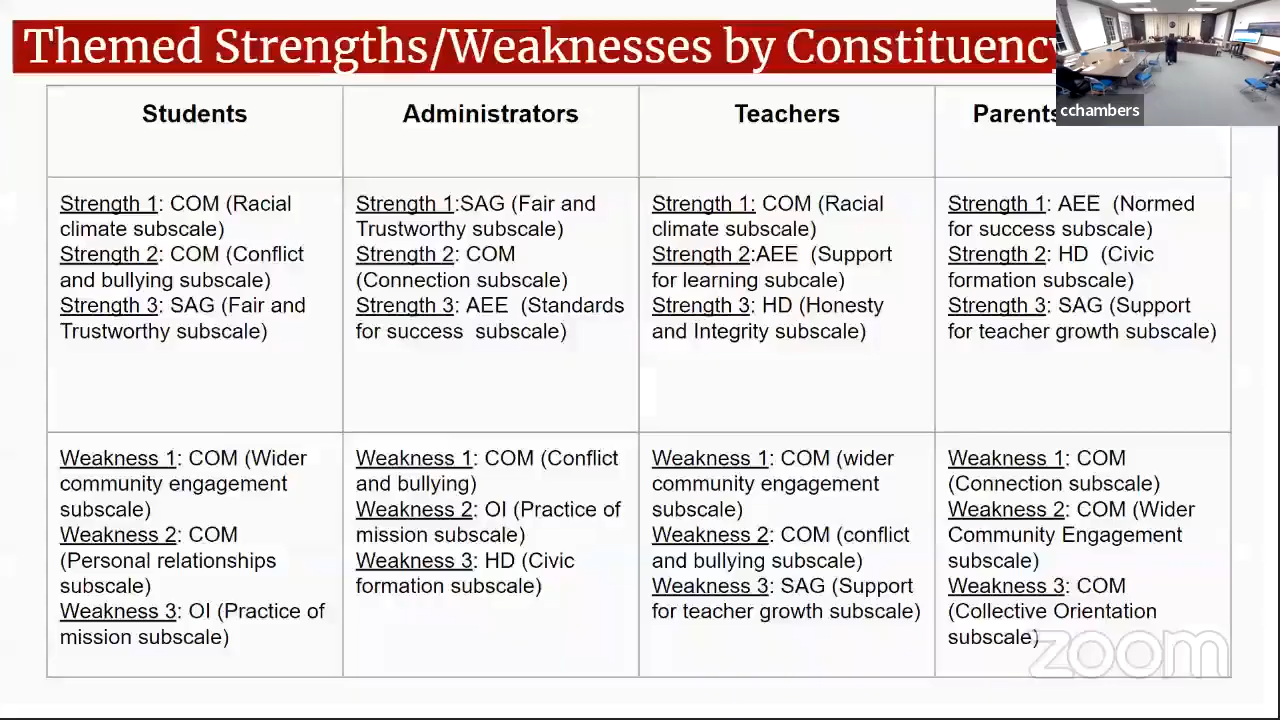 Themed Strengths/Weaknesses by Constituency
cchambers
Students
Administrators
Teachers
Parents
Strength 1: COM (Racial
climate subscale)
Strength 2: COM (Conflict
and bullying subscale)
Strength 3: SAG (Fair and
Trustworthy subscale)
Strength 1:SAG (Fair and
Trustworthy subscale)
Strength 2: COM
(Connection subscale)
Strength 3: AEE (Standards
for success subscale)
Strength 1: COM (Racial
climate subscale)
Strength 2:AEE (Support
for learning subcale)
Strength 3: HD (Honesty
and Integrity subscale)
Strength 1: AEE (Normed
for success subscale)
Strength 2: HD (Civic
formation subscale)
Strength 3: SAG (Support
for teacher growth subscale)
Weakness 1: COM (Wider
community engagement
subscale)
Weakness 2: COM
(Personal relationships
subscale)
Weakness 3: OI (Practice of
mission subscale)
Weakness 1: COM (Conflict
and bullying)
Weakness 2: OI (Practice of
mission subscale)
Weakness 3: HD (Civic
formation subscale)
Weakness 1: COM (wider
community engagement
subscale)
Weakness 2: COM (conflict
and bullying subscale)
Weakness 3: SAG (Support
for teacher growth subscale)
Weakness 1: COM
(Connection subscale)
Weakness 2: COM (Wider
Community Engagement
subscale)
Weakness 3: COM
(Collective Orientation
subscale)
zoom